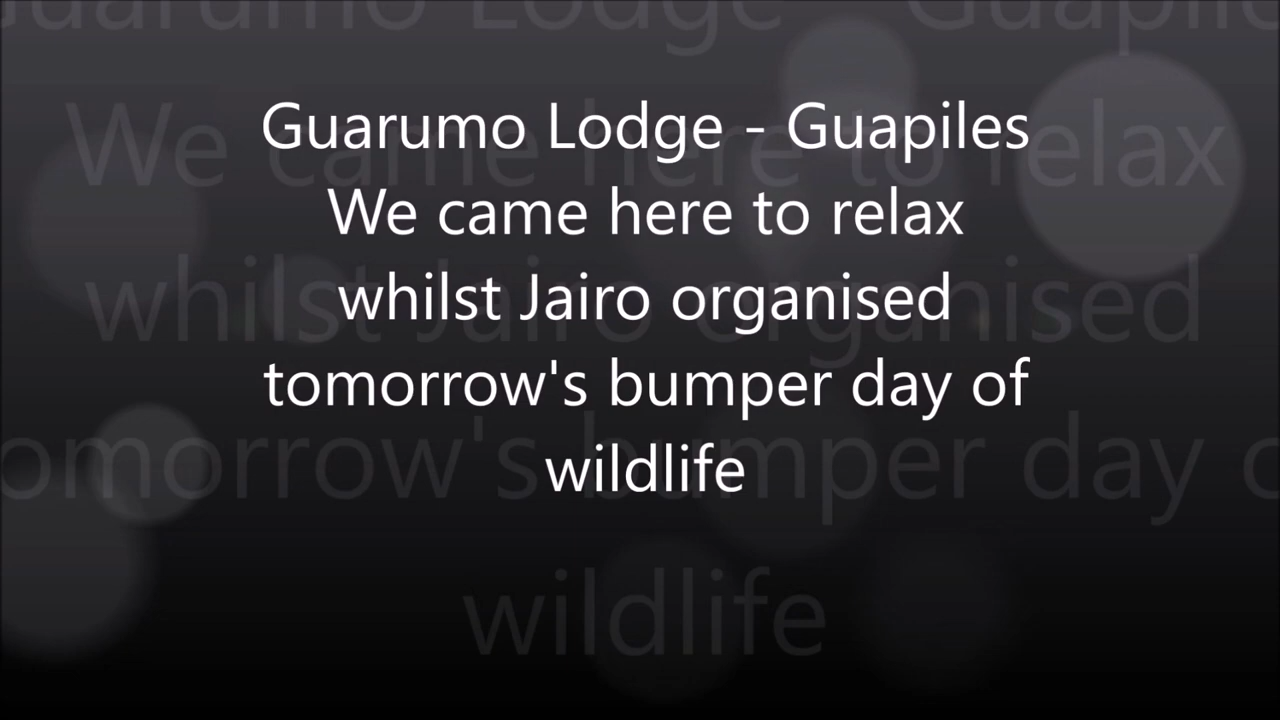 Guarumo Lodge - Guapiles
We came here to relax
whilst Jairo organised
tomorrow's bumper day of
wildlife